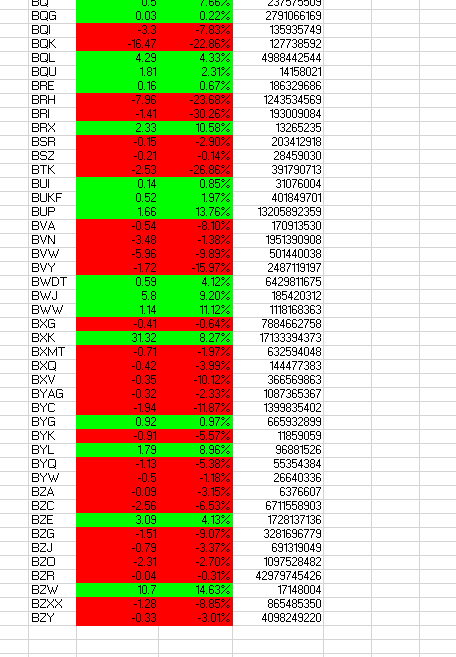 BQ 0.5 7.66% 237575509
BQG 0.03 0.22% 2791066169
BQI -3.3 -7.83% 135935749
BQK -16.47 -22.86% 127738592
BQL 4.29 4.33% 4988442544
BQU 1.81 2.31% 14158021
BRE 0.16 0.67% 186329686
BRH -7.96 -23.68% 1243534569
BRI -1.41 -30.26% 193009084
BRX 2.33 10.58% 13265235
BSR -0.15 -2.90% 203412918
BSZ -0.21 -0.14% 28459030
BTK -2.53 -26.86% 391790713
BUI 0.14 0.85% 31076004
BUKF 0.52 1.97% 401849701
BUP 1.66 13.76% 13205892359
BVA -0.54 -8.10% 170913530
BVN -3.48 -1.38% 1951390908
BVW -5.96 -9.89% 501440038
BVY -1.72 -15.97% 2487119197
BWDT 0.59 4.12% 6429811675
BWJ 5.8 9.20% 185420312
BWW 1.14 11.12% 1118168363
BXG -0.41 -0.64% 7884662758
BXK 31.32 8.27% 17133394373
BXMT -0.71 -1.97% 632594048
BXQ -0.42 -3.99% 144477383
BXV -0.35 -10.12% 366569863
BYAG -0.32 -2.33% 1087365367
BYC -1.94 -11.87% 1399835402
BYG 0.92 0.97% 665932899
BYK -0.91 -5.57% 11859059
BYL 1.79 8.96% 96881526
BYQ -1.13 -5.38% 55354384
BYW -0.5 -1.19% 26640336
BZA -0.09 -3.15% 6376607
BZC -2.56 -6.53% 6711558903
BZE 3.09 4.13% 1728137136
BZG -1.51 -9.07% 3281696779
BZJ -0.79 -3.37% 691319049
BZO -2.31 -2.70% 1097528482
BZR -0.04 -0.31% 42979745426
BZW 10.7 14.63% 17148004
BZXX -1.28 -8.85% 865485350
BZY -0.33 -3.01% 4098249220